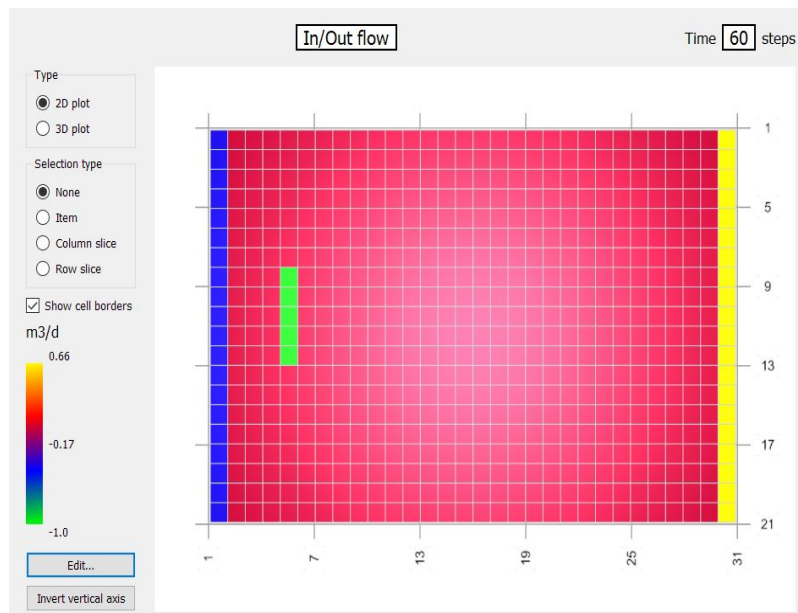 In/Out flow
Time 60 steps
Type
2D plot
3D plot
Selection type
None
Item
Column slice
Row slice
Show cell borders
m3/d
0.66
-0.17
-1.0
Edit...
Invert vertical axis
1
5
9
13
17
21
1
7
13
19
25
31